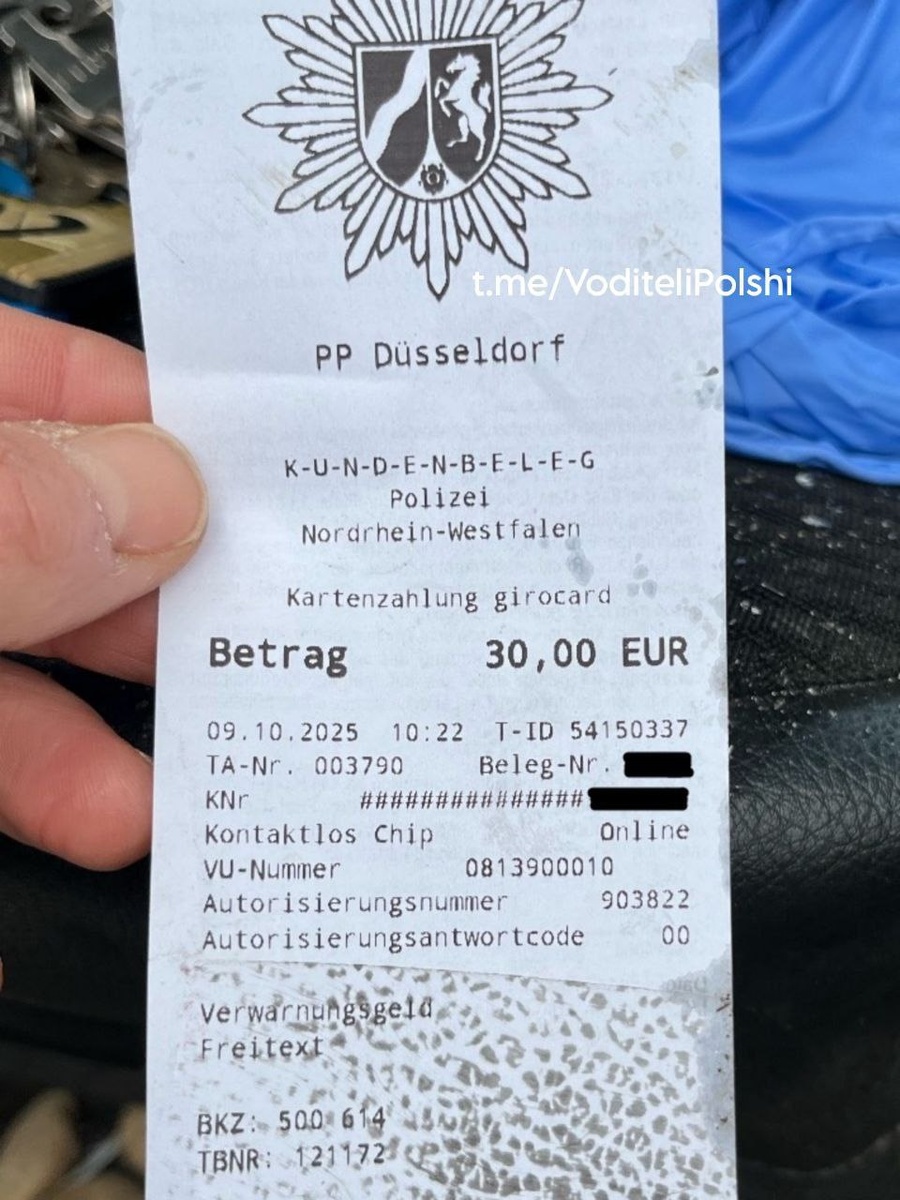 t.me/VoditeliPolshi
PP Düsseldorf
K-U-N-D-E-N-B-E-L-E-G
Polizei
Nordrhein-Westfalen
Kartenzahlung girocard
Betrag 30,00 EUR
09.10.2025 10:22 T-ID 54150337
TA-Nr. 003790 Beleg-Nr.
KNr ###############
Kontaktlos Chip Online
VU-Nummer 0813900010
Autorisierungsnummer 903822
Autorisierungsantwortcode 00
Verwarnungsgeld
Freitext
BKZ: 500 614
TBNR: 121172